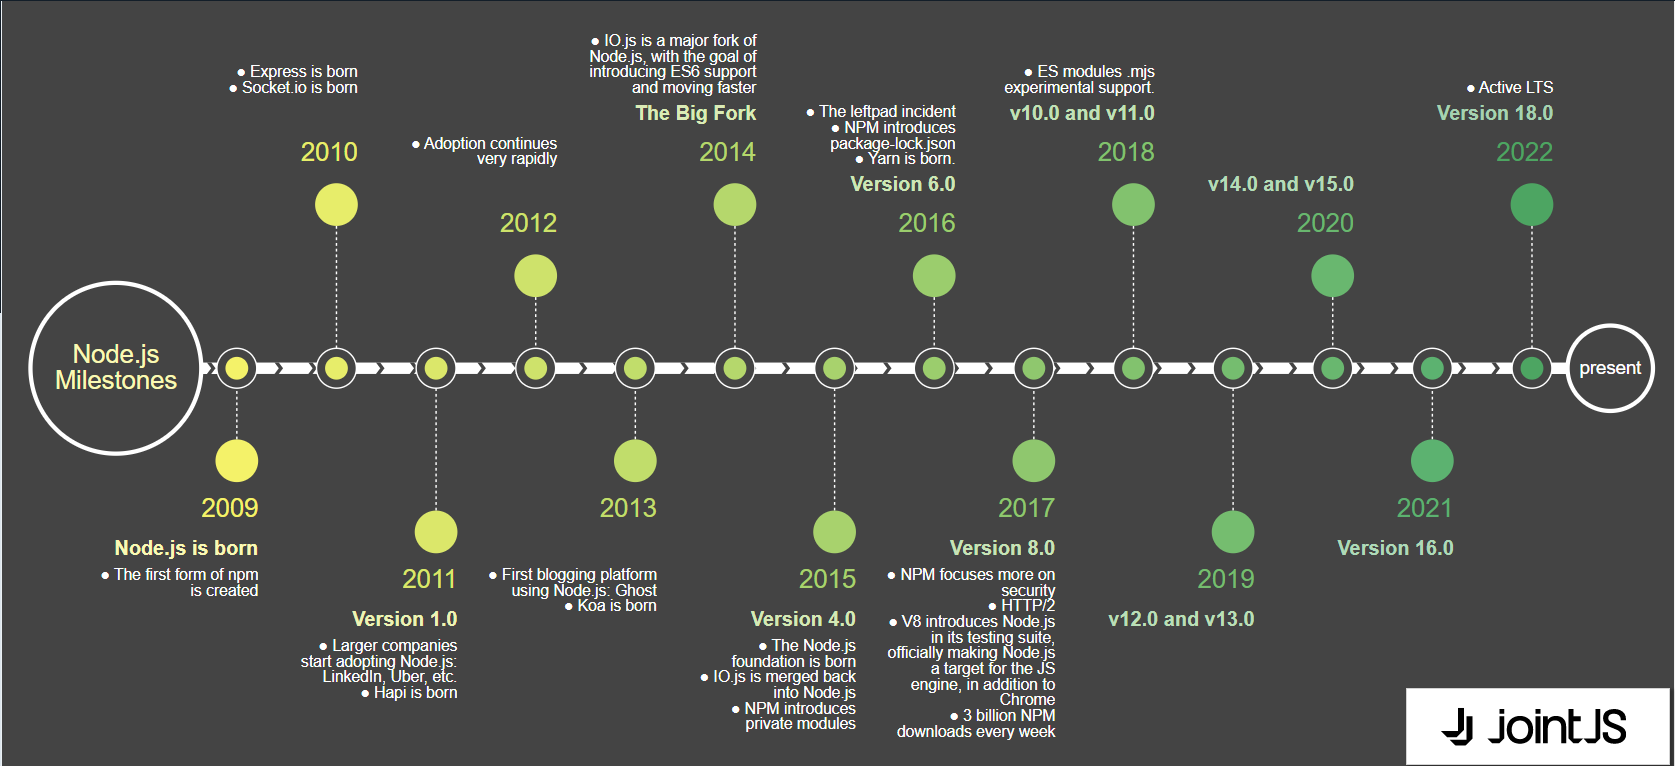 Node.js
Milestones
2009
Node.js is born
● The first form of npm
is created
● Express is born
● Socket.io is born
2010
2011
Version 1.0
● Larger companies
start adopting Node.js:
LinkedIn, Uber, etc.
● Hapi is born
● Adoption continues
very rapidly
2012
2013
● First blogging platform
using Node.js: Ghost
● Koa is born
● IO.js is a major fork of
Node.js, with the goal of
introducing ES6 support
and moving faster
The Big Fork
2014
2015
Version 4.0
● The Node.js
foundation is born
● IO.js is merged back
into Node.js
● NPM introduces
private modules
● The leftpad incident
● NPM introduces
package-lock.json
● Yarn is born.
Version 6.0
2016
2017
Version 8.0
● NPM focuses more on
security
● HTTP/2
● V8 introduces Node.js
in its testing suite,
officially making Node.js
a target for the JS
engine, in addition to
Chrome
● 3 billion NPM
downloads every week
● ES modules .mjs
experimental support.
v10.0 and v11.0
2018
2019
v12.0 and v13.0
v14.0 and v15.0
2020
2021
Version 16.0
● Active LTS
Version 18.0
2022
present
jointJS